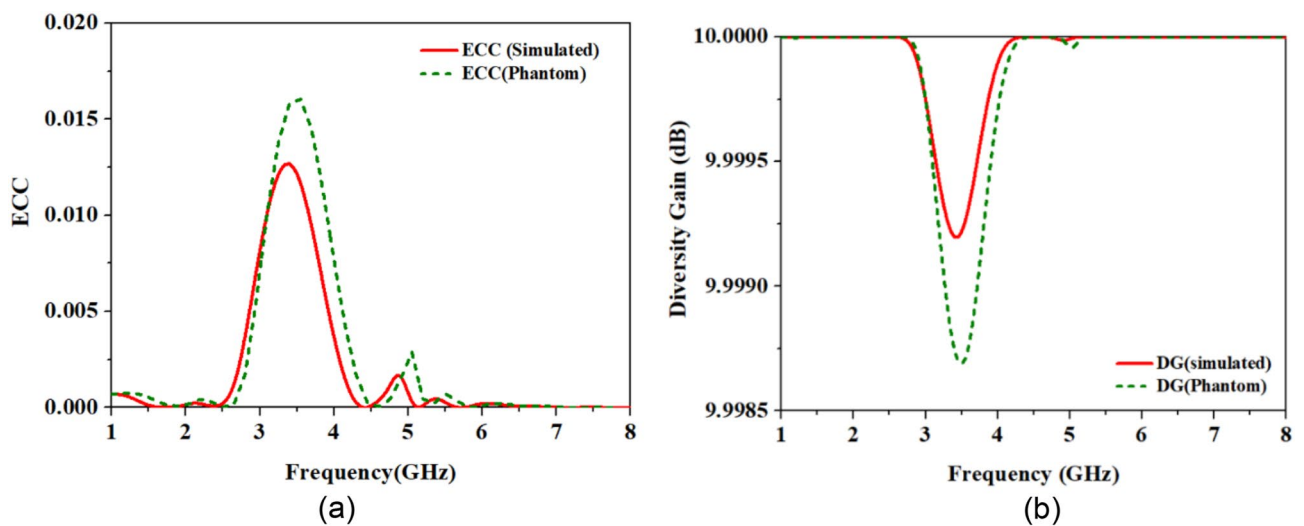 0.020
0.015
0.010
0.005
0.000
ECC
ECC (Simulated)
ECC(Phantom)
1 2 3 4 5 6 7 8
Frequency(GHz)
(a)
10.0000
9.9995
9.9990
9.9985
Diversity Gain (dB)
DG(simulated)
DG(Phantom)
1 2 3 4 5 6 7 8
Frequency (GHz)
(b)